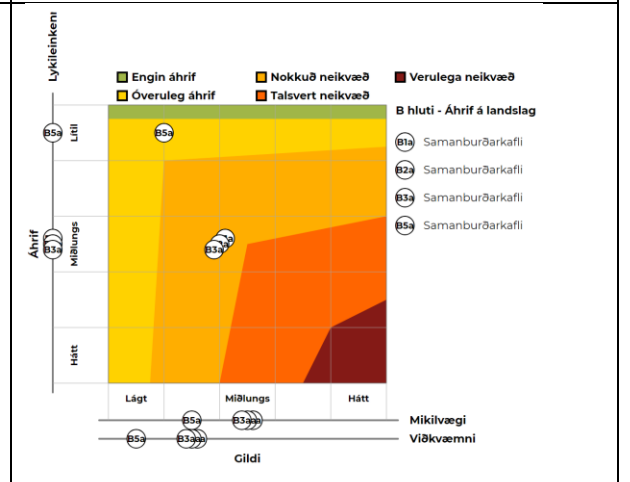 Lykileinkenni
Engin áhrif
Nokkuð neikvæð
Verulega neikvæð
Óveruleg áhrif
Talsvert neikvæð
B hluti - Áhrif á landslag
B1a Samanburðarkafli
B2a Samanburðarkafli
B3a Samanburðarkafli
B5a Samanburðarkafli
B5a
Lítil
B5a
Áhrif
B3a
Miðlungs
B3a
Hátt
Lágt
Miðlungs
Hátt
B5a
B3a
Mikilvægi
B5a
B3a
Viðkvæmni
Gildi